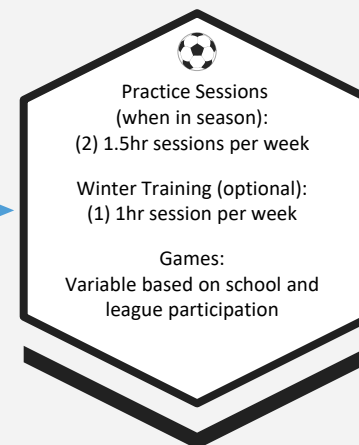 Practice Sessions
(when in season):
(2) 1.5hr sessions per week
Winter Training (optional):
(1) 1hr session per week
Games:
Variable based on school and
league participation